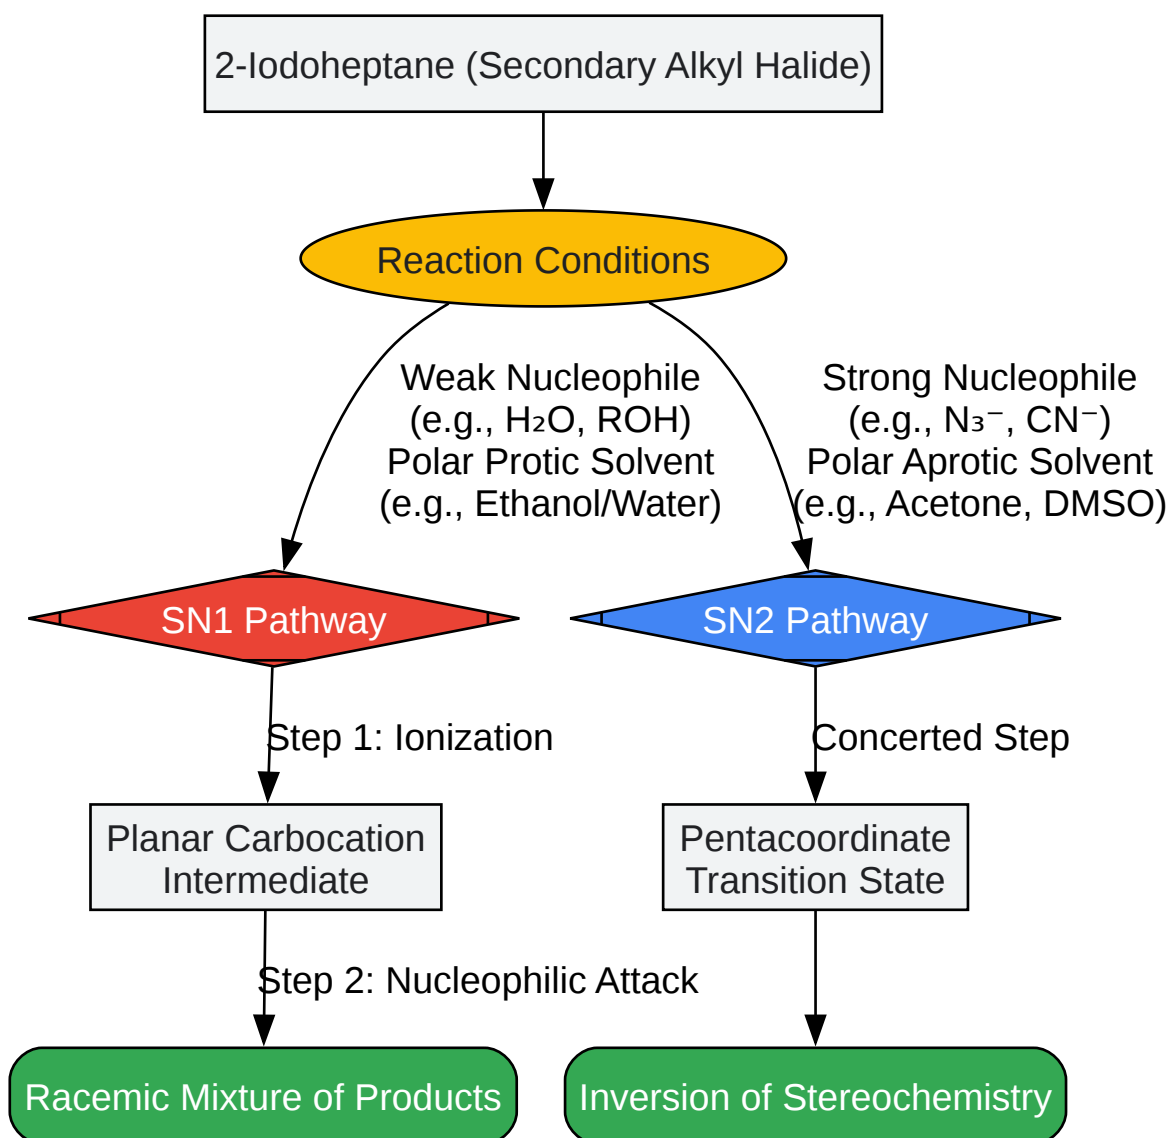 2-Iodoheptane (Secondary Alkyl Halide)
Reaction Conditions
Weak Nucleophile
(e.g., H₂O, ROH)
Polar Protic Solvent
(e.g., Ethanol/Water)
Strong Nucleophile
(e.g., N₃⁻, CN⁻)
Polar Aprotic Solvent
(e.g., Acetone, DMSO)
SN1 Pathway
SN2 Pathway
Step 1: Ionization
Concerted Step
Planar Carbocation
Intermediate
Pentacoordinate
Transition State
Step 2: Nucleophilic Attack
Racemic Mixture of Products
Inversion of Stereochemistry